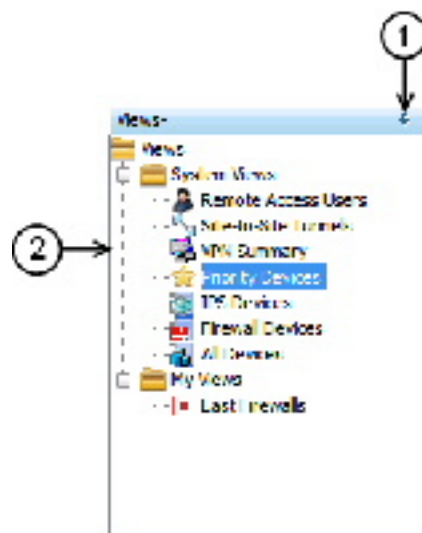 1
Views
Views
System Views
Remote Access Users
Site-to-Site Tunnels
VPN Summary
Priority Devices
IPS Devices
Firewall Devices
All Devices
2
My Views
Last Firewalls